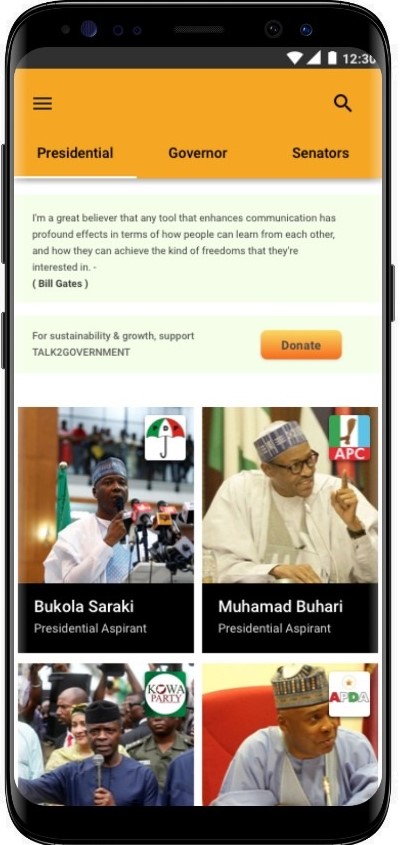 12:30
Presidential
Governor
Senators
I'm a great believer that any tool that enhances communication has
profound effects in terms of how people can learn from each other,
and how they can achieve the kind of freedoms that they're
interested in. -
( Bill Gates )
For sustainability & growth, support
TALK2GOVERNMENT
Donate
APC
Bukola Saraki
Presidential Aspirant
Muhamad Buhari
Presidential Aspirant
KOWA
PARTY
APDA